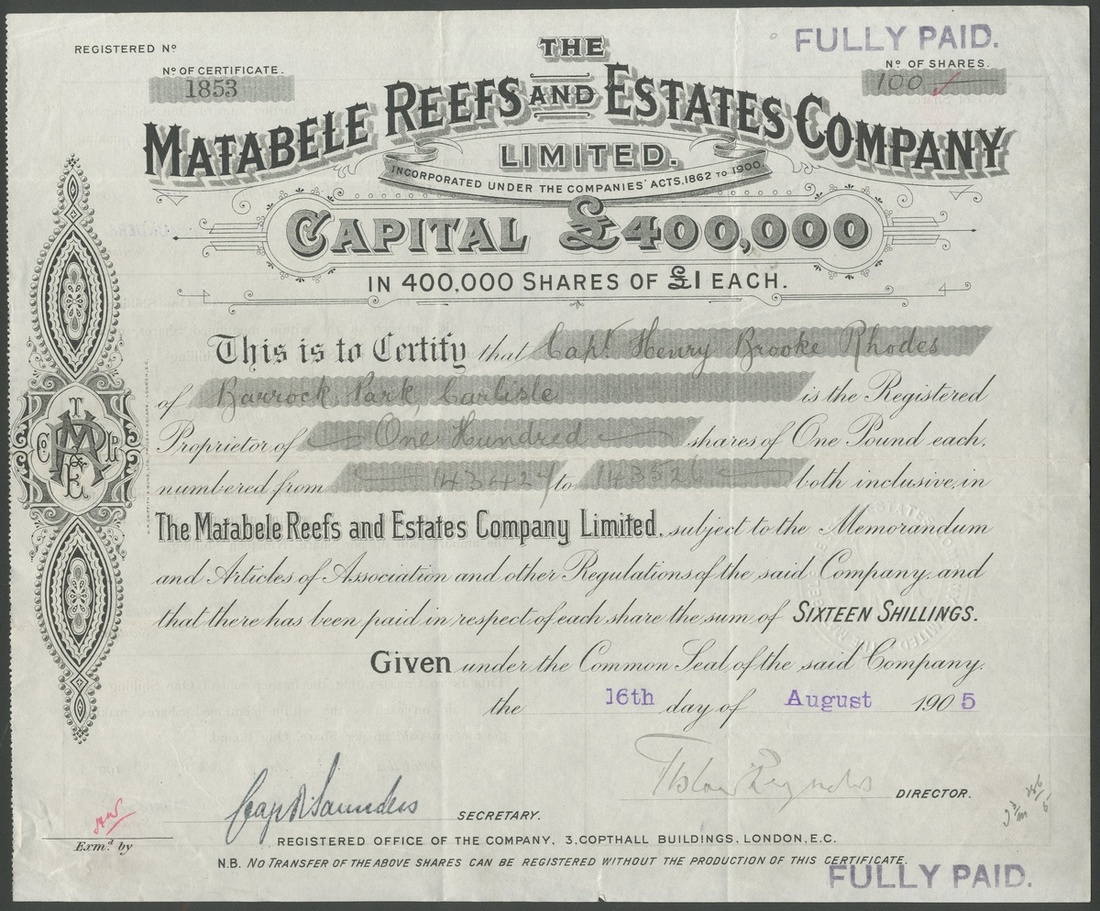 REGISTERED Nº
Nº OF CERTIFICATE.
1853
FULLY PAID.
Nº OF SHARES.
100
THE
MATABELE REEFS AND ESTATES COMPANY
LIMITED.
INCORPORATED UNDER THE COMPANIES' ACTS, 1862 TO 1900.
CAPITAL £400,000
IN 400,000 SHARES OF £1 EACH.
This is to Certify that Capt. Henry Brooke Rhodes
of Barrock Park, Carlisle is the Registered
Proprietor of One Hundred shares of One Pound each,
numbered from to both inclusive, in
The Matabele Reefs and Estates Company Limited, subject to the Memorandum
and Articles of Association and other Regulations of the said Company, and
that there has been paid in respect of each share the sum of SIXTEEN SHILLINGS.
Given under the Common Seal of the said Company,
the 16th day of August 1905
Saunders SECRETARY.
Reynolds DIRECTOR.
Exmd. by
REGISTERED OFFICE OF THE COMPANY, 3, COPTHALL BUILDINGS, LONDON, E.C.
N.B. NO TRANSFER OF THE ABOVE SHARES CAN BE REGISTERED WITHOUT THE PRODUCTION OF THIS CERTIFICATE.
FULLY PAID.